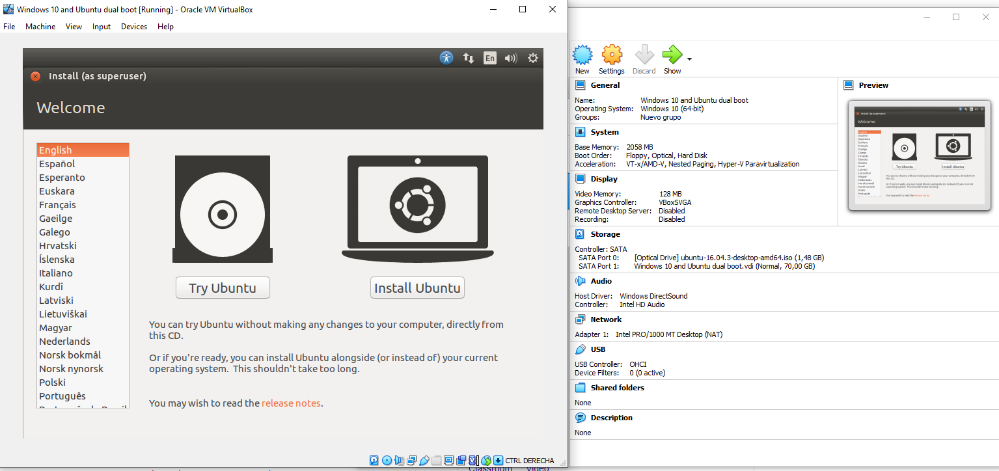 Windows 10 and Ubuntu dual boot [Running] - Oracle VM VirtualBox
File Machine View Input Devices Help
En
Install (as superuser)
Welcome
English
Español
Esperanto
Euskara
Français
Gaeilge
Galego
Hrvatski
Íslenska
Italiano
Kurdî
Latviski
Lietuviškai
Magyar
Nederlands
Norsk bokmål
Norsk nynorsk
Polski
Português
Try Ubuntu
Install Ubuntu
You can try Ubuntu without making any changes to your computer, directly from
this CD.
Or if you're ready, you can install Ubuntu alongside (or instead of) your current
operating system. This shouldn't take too long.
You may wish to read the release notes.
CTRL DERECHA
New Settings Discard Show
General
Name: Windows 10 and Ubuntu dual boot
Operating System: Windows 10 (64-bit)
Groups: Nuevo grupo
System
Base Memory: 2058 MB
Boot Order: Floppy, Optical, Hard Disk
Acceleration: VT-x/AMD-V, Nested Paging, Hyper-V Paravirtualization
Display
Video Memory: 128 MB
Graphics Controller: VBoxSVGA
Remote Desktop Server: Disabled
Recording: Disabled
Storage
Controller: SATA
SATA Port 0: [Optical Drive] ubuntu-16.04.3-desktop-amd64.iso (1,48 GB)
SATA Port 1: Windows 10 and Ubuntu dual boot.vdi (Normal, 70,00 GB)
Audio
Host Driver: Windows DirectSound
Controller: Intel HD Audio
Network
Adapter 1: Intel PRO/1000 MT Desktop (NAT)
USB
USB Controller: OHCI
Device Filters: 0 (0 active)
Shared folders
None
Description
None
Preview
Welcome
Try Ubuntu
Install Ubuntu